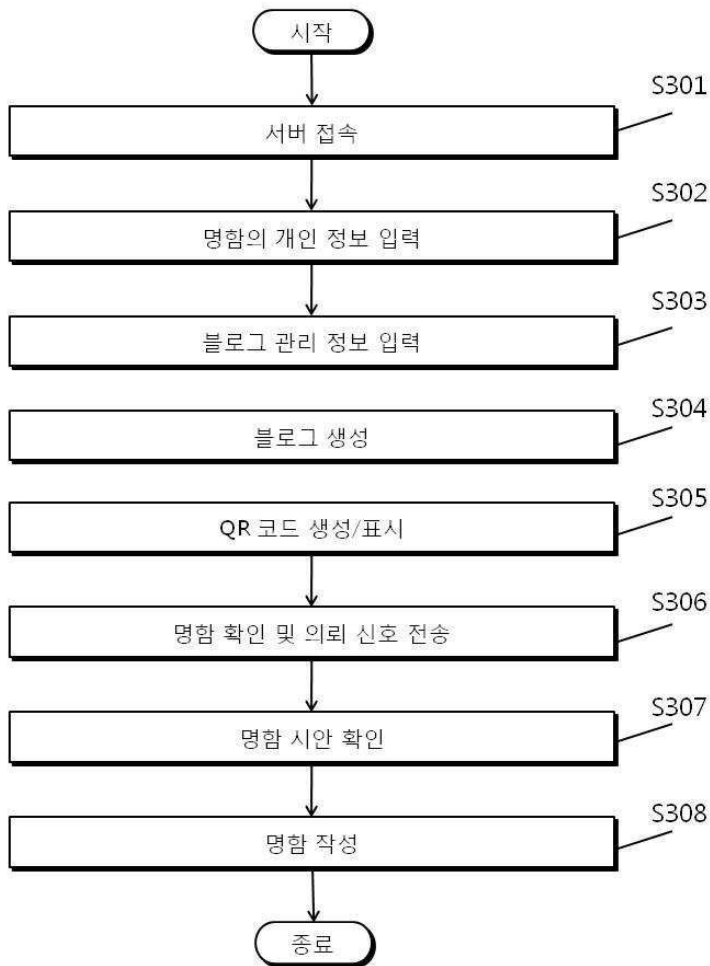 시작
S301
서버 접속
S302
명함의 개인 정보 입력
S303
블로그 관리 정보 입력
S304
블로그 생성
S305
QR 코드 생성/표시
S306
명함 확인 및 의뢰 신호 전송
S307
명함 시안 확인
S308
명함 작성
종료